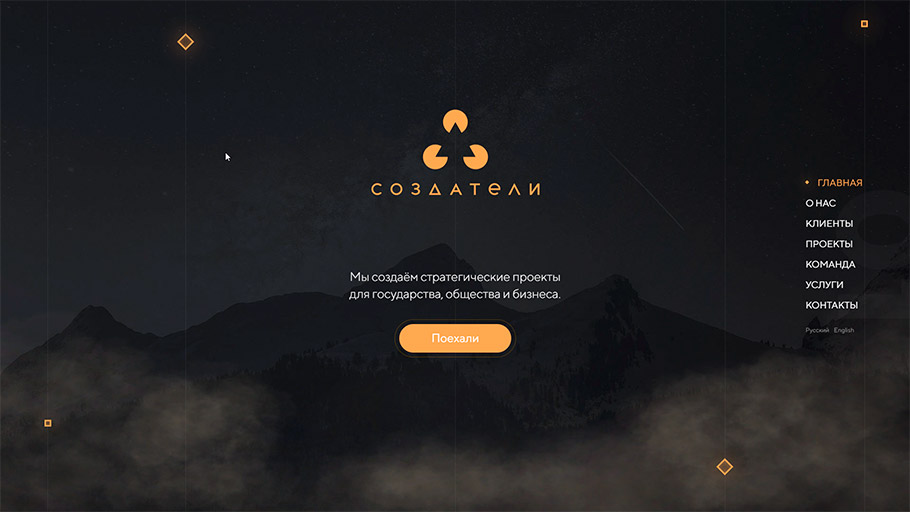 СОЗДАТЕЛИ
Мы создаём стратегические проекты
для государства, общества и бизнеса.
Поехали
ГЛАВНАЯ
О НАС
КЛИЕНТЫ
ПРОЕКТЫ
КОМАНДА
УСЛУГИ
КОНТАКТЫ
Русский English